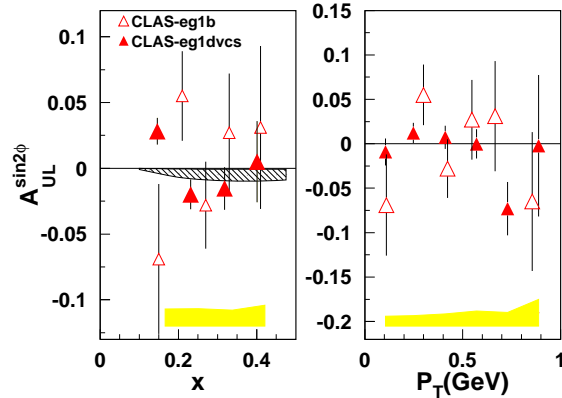 CLAS-eg1b
CLAS-eg1dvcs
A_UL^sin2ϕ
0.1
0.05
0
-0.05
-0.1
0 0.2 0.4
x
0.15
0.1
0.05
0
-0.05
-0.1
-0.15
-0.2
0 0.5 1
P_T(GeV)